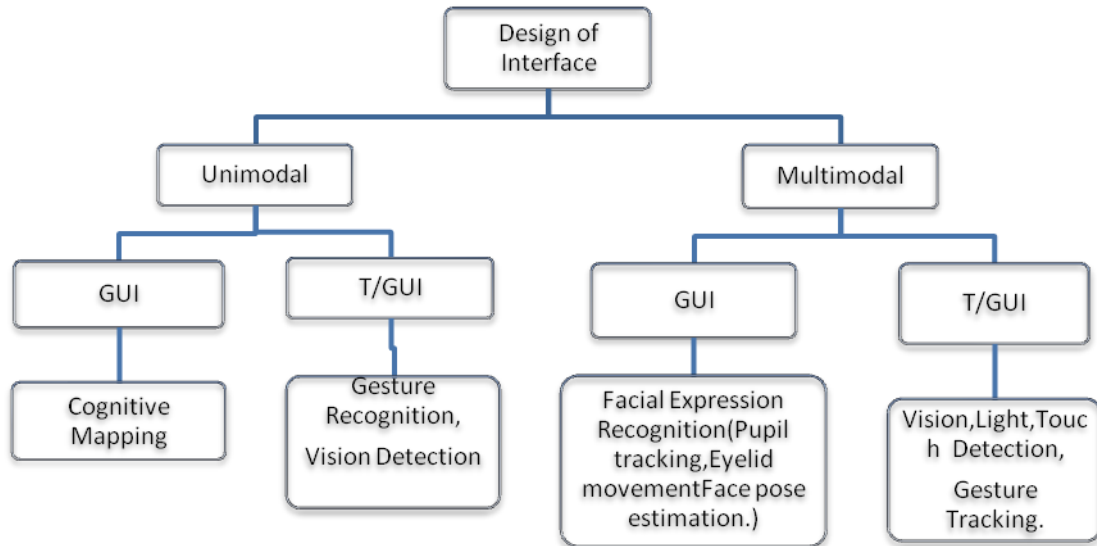 Design of
Interface
Unimodal
Multimodal
GUI
T/GUI
GUI
T/GUI
Cognitive
Mapping
Gesture
Recognition,
Vision Detection
Facial Expression
Recognition(Pupil
tracking,Eyelid
movementFace pose
estimation.)
Vision,Light,Touc
h Detection,
Gesture
Tracking.